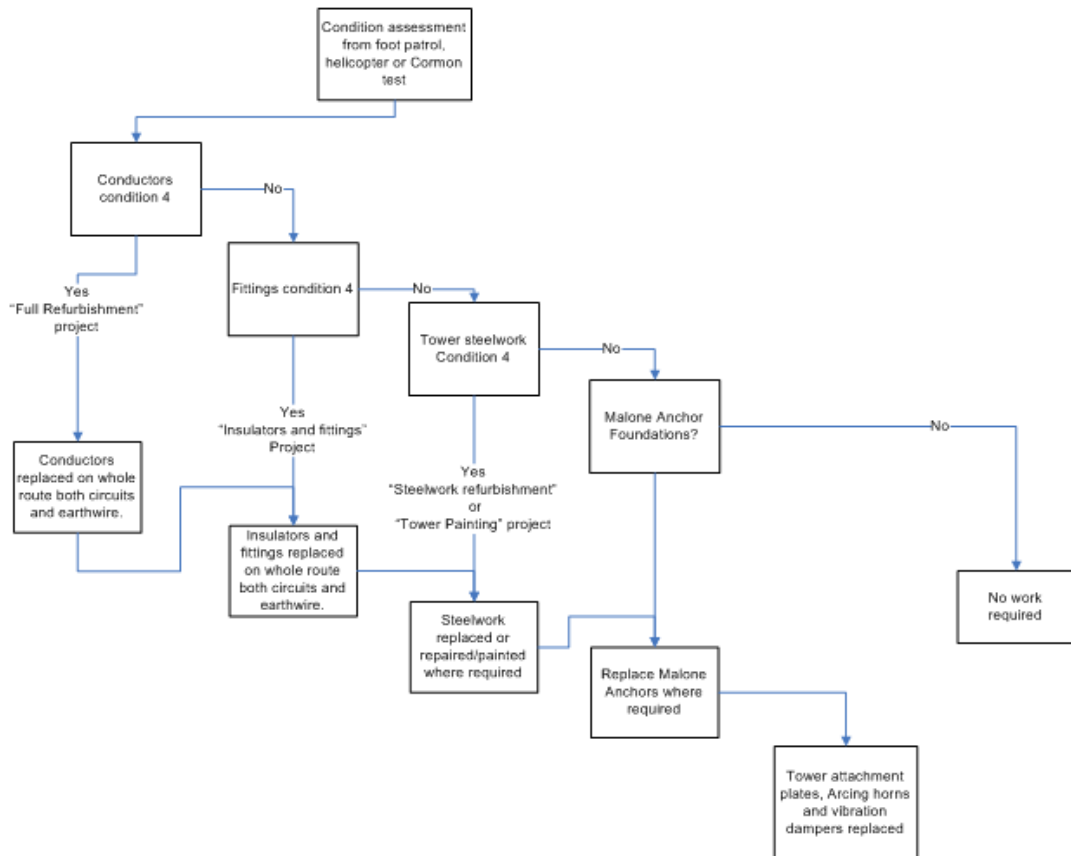 Condition assessment
from foot patrol,
helicopter or Cormon
test
Conductors
condition 4
No
Fittings condition 4
No
Tower steelwork
Condition 4
No
Malone Anchor
Foundations?
No
Yes
“Full Refurbishment”
project
Yes
“Insulators and fittings”
Project
Yes
“Steelwork refurbishment”
or
“Tower Painting” project
Conductors
replaced on whole
route both circuits
and earthwire.
Insulators and
fittings replaced
on whole route
both circuits and
earthwire.
Steelwork
replaced or
repaired/painted
where required
No work
required
Replace Malone
Anchors where
required
Tower attachment
plates, Arcing horns
and vibration
dampers replaced